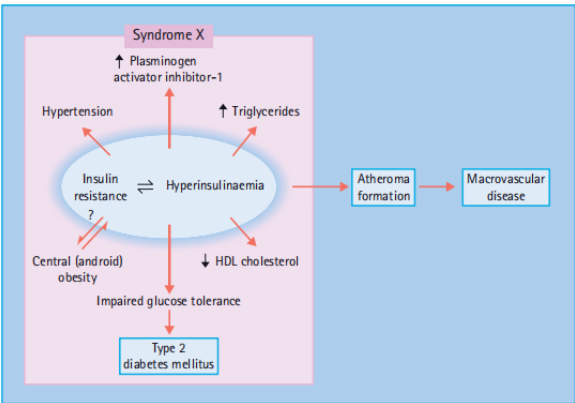 Syndrome X
↑ Plasminogen
activator inhibitor-1
Hypertension
↑ Triglycerides
Insulin
resistance
⇌ Hyperinsulinaemia
?
Atheroma
formation
Macrovascular
disease
Central (android)
obesity
↓ HDL cholesterol
Impaired glucose tolerance
Type 2
diabetes mellitus